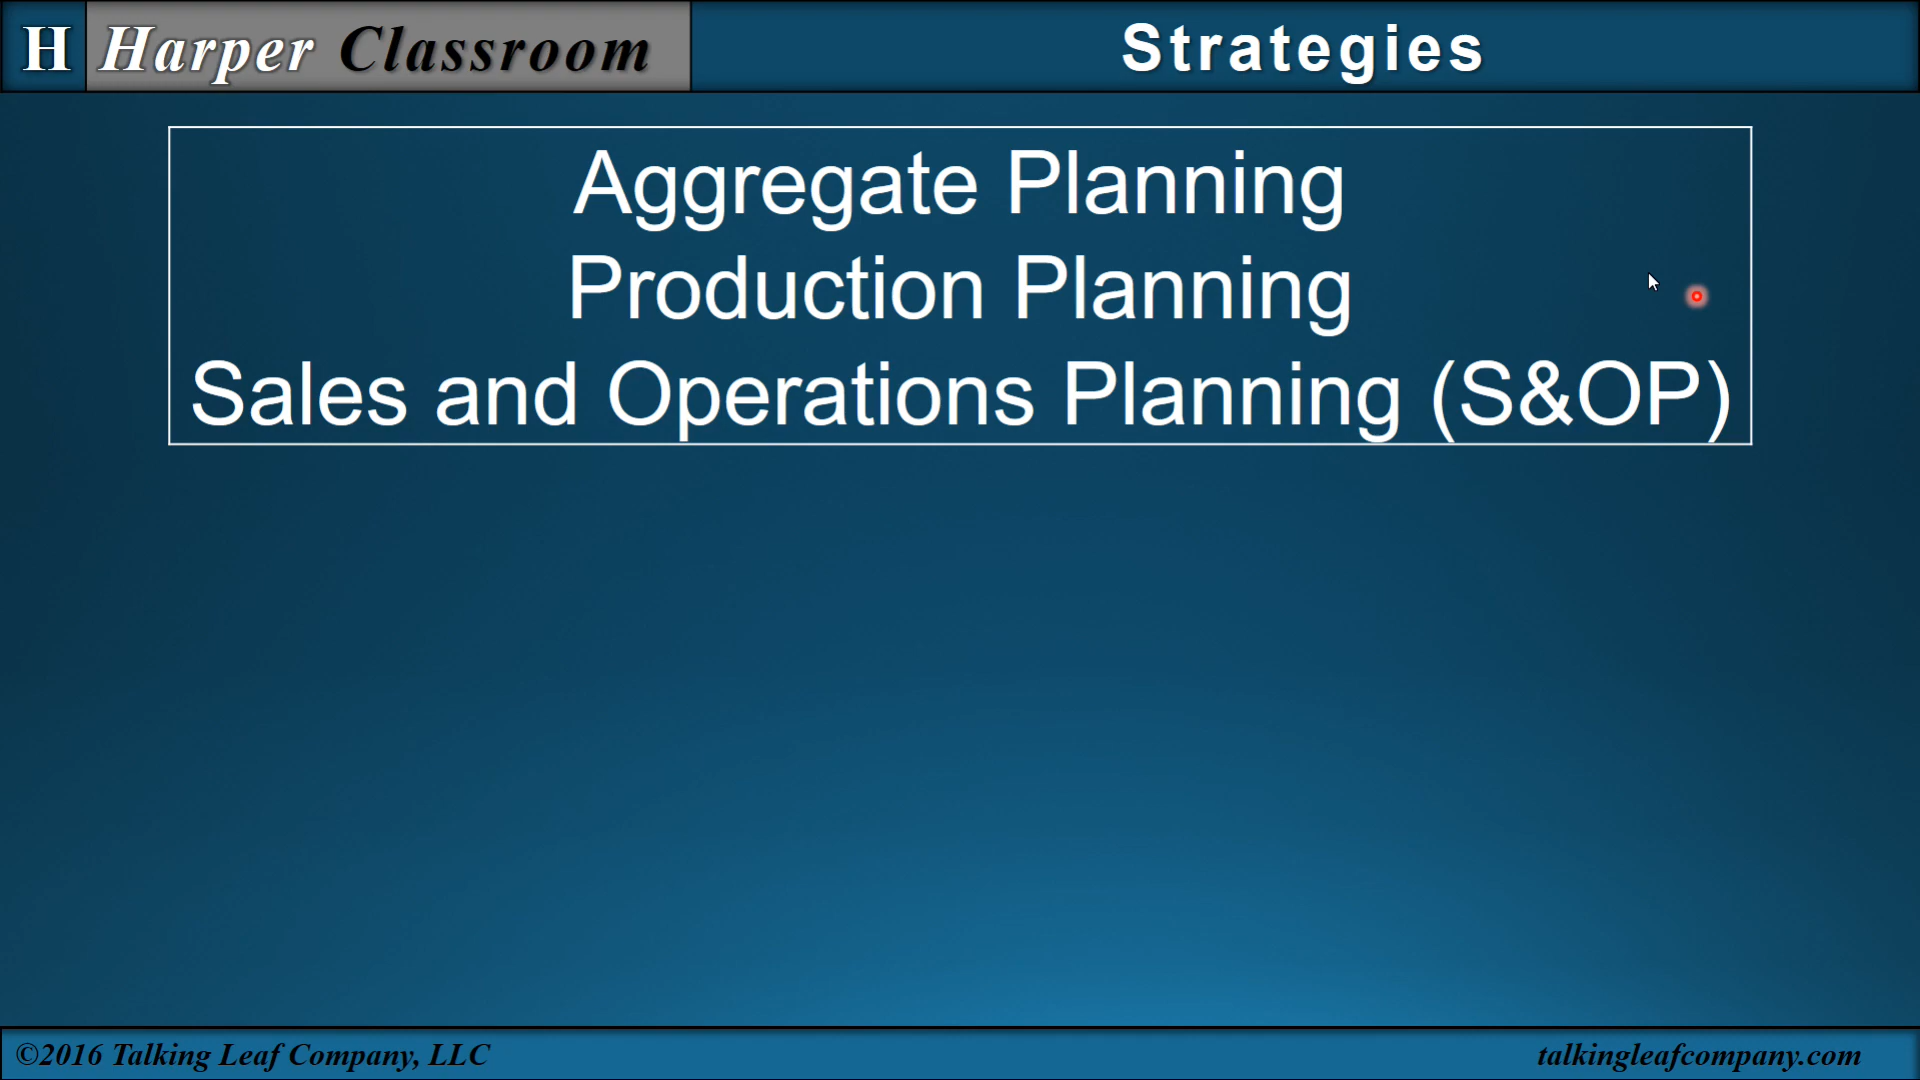 H Harper Classroom Strategies
Aggregate Planning
Production Planning
Sales and Operations Planning (S&OP)
©2016 Talking Leaf Company, LLC talkingleafcompany.com